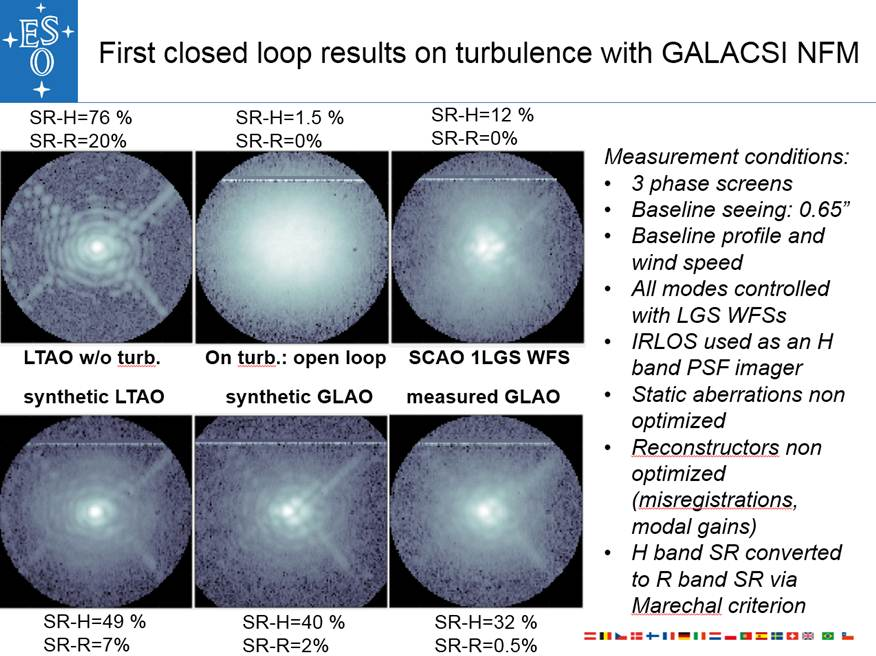 ES
O
First closed loop results on turbulence with GALACSI NFM
SR-H=76 %
SR-R=20%
SR-H=1.5 %
SR-R=0%
SR-H=12 %
SR-R=0%
LTAO w/o turb.
On turb.: open loop
SCAO 1LGS WFS
synthetic LTAO
synthetic GLAO
measured GLAO
SR-H=49 %
SR-R=7%
SR-H=40 %
SR-R=2%
SR-H=32 %
SR-R=0.5%
Measurement conditions:
• 3 phase screens
• Baseline seeing: 0.65”
• Baseline profile and
wind speed
• All modes controlled
with LGS WFSs
• IRLOS used as an H
band PSF imager
• Static aberrations non
optimized
• Reconstructors non
optimized
(misregistrations,
modal gains)
• H band SR converted
to R band SR via
Marechal criterion